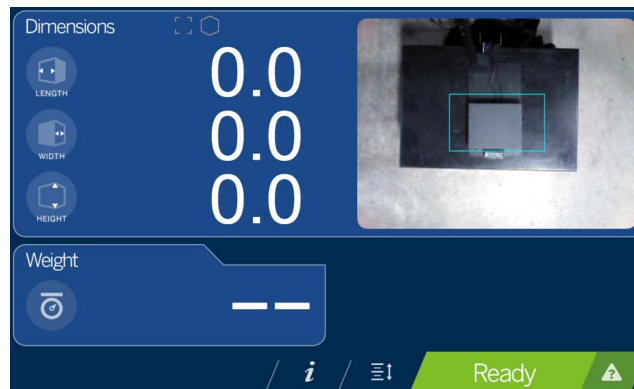 Dimensions
LENGTH
0.0
WIDTH
0.0
HEIGHT
0.0
Weight
– –
i
Ready
?